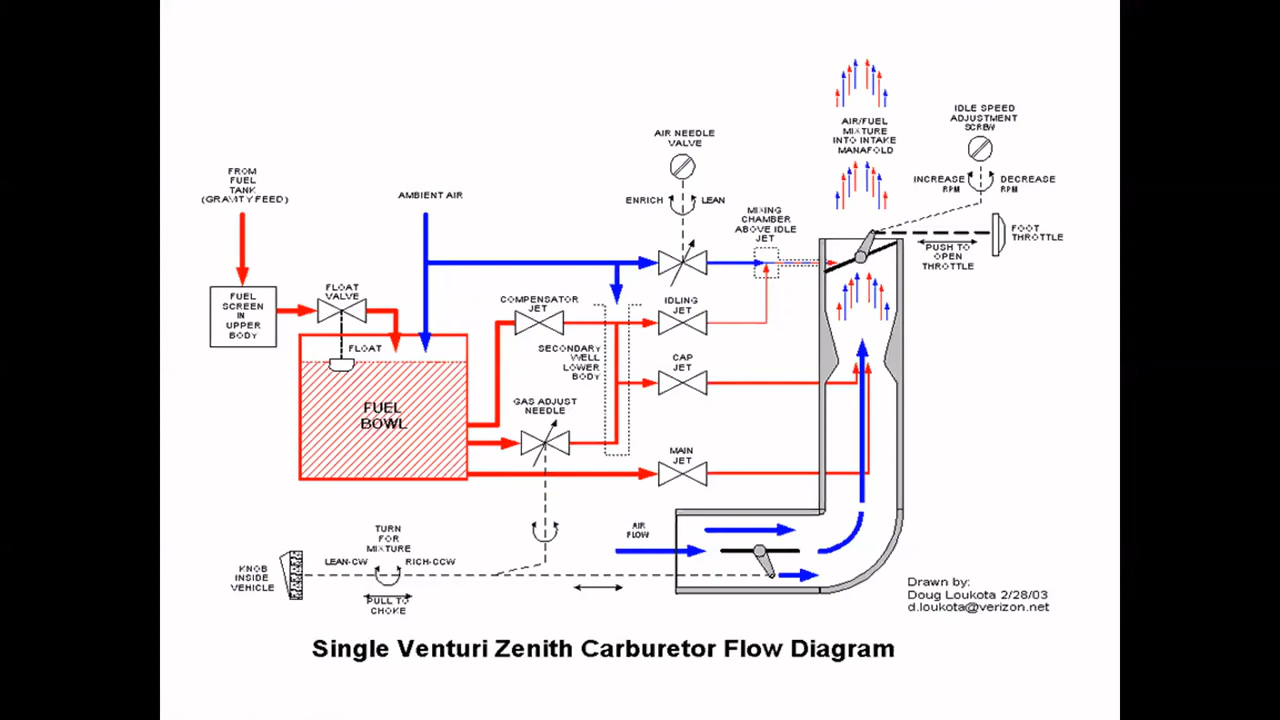 IDLE SPEED
ADJUSTMENT
SCREW
AIR/FUEL
MIXTURE
INTO INTAKE
MANAFOLD
AIR NEEDLE
VALVE
FROM
FUEL
TANK
(GRAVITY FEED)
AMBIENT AIR
ENRICH
LEAN
INCREASE
RPM
DECREASE
RPM
MIXING
CHAMBER
ABOVE IDLE
JET
FOOT
THROTTLE
PUSH TO
OPEN
THROTTLE
FLOAT
VALVE
FUEL
SCREEN
IN
UPPER
BODY
COMPENSATOR
JET
IDLING
JET
FLOAT
SECONDARY
WELL
LOWER
BODY
CAP
JET
FUEL
BOWL
GAS ADJUST
NEEDLE
MAIN
JET
TURN
FOR
MIXTURE
LEAN-CW
RICH-CCW
AIR
FLOW
KNOB
INSIDE
VEHICLE
PULL TO
CHOKE
Drawn by:
Doug Loukota 2/28/03
d.loukota@verizon.net
Single Venturi Zenith Carburetor Flow Diagram